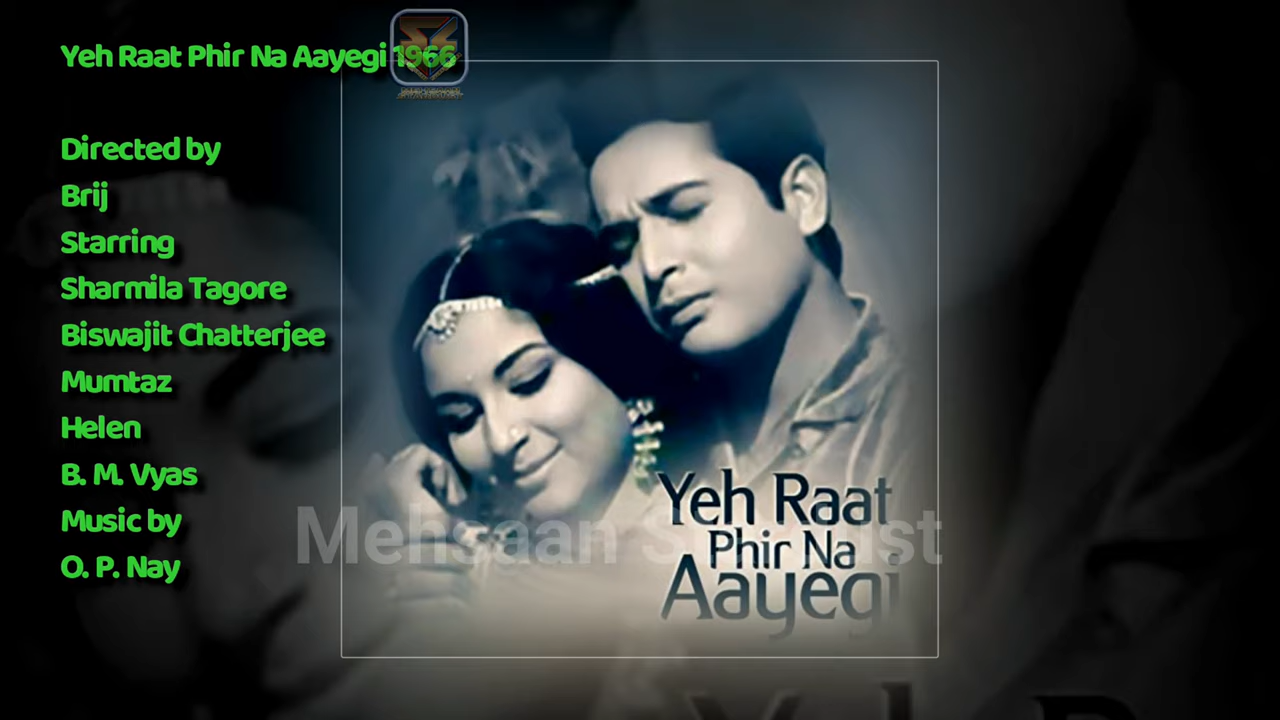 Yeh Raat Phir Na Aayegi 1966
Directed by
Brij
Starring
Sharmila Tagore
Biswajit Chatterjee
Mumtaz
Helen
B. M. Vyas
Music by
O. P. Nay
Yeh Raat
Phir Na
Aayegi
Mehsaan